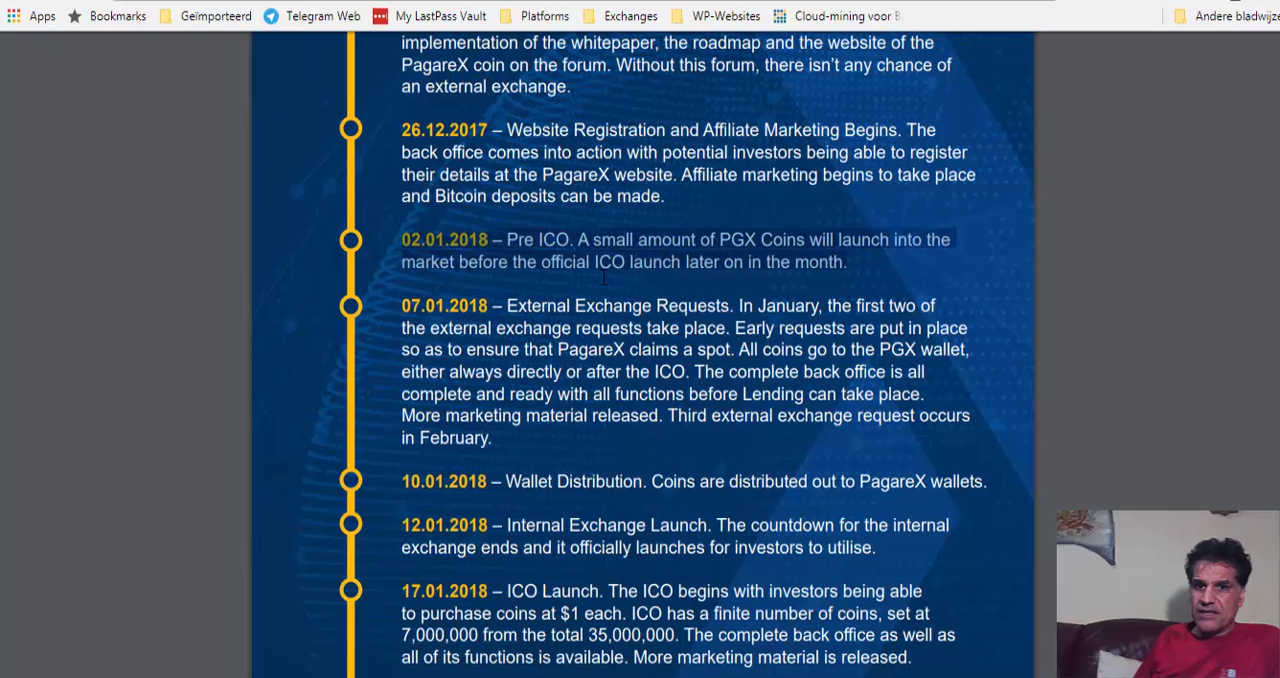 Apps
Bookmarks
Geïmporteerd
Telegram Web
My LastPass Vault
Platforms
Exchanges
WP-Websites
Cloud-mining voor
Andere bladwijze
implementation of the whitepaper, the roadmap and the website of the
PagareX coin on the forum. Without this forum, there isn’t any chance of
an external exchange.
26.12.2017 – Website Registration and Affiliate Marketing Begins. The
back office comes into action with potential investors being able to register
their details at the PagareX website. Affiliate marketing begins to take place
and Bitcoin deposits can be made.
02.01.2018 – Pre ICO. A small amount of PGX Coins will launch into the
market before the official ICO launch later on in the month.
07.01.2018 – External Exchange Requests. In January, the first two of
the external exchange requests take place. Early requests are put in place
so as to ensure that PagareX claims a spot. All coins go to the PGX wallet,
either always directly or after the ICO. The complete back office is all
complete and ready with all functions before Lending can take place.
More marketing material released. Third external exchange request occurs
in February.
10.01.2018 – Wallet Distribution. Coins are distributed out to PagareX wallets.
12.01.2018 – Internal Exchange Launch. The countdown for the internal
exchange ends and it officially launches for investors to utilise.
17.01.2018 – ICO Launch. The ICO begins with investors being able
to purchase coins at $1 each. ICO has a finite number of coins, set at
7,000,000 from the total 35,000,000. The complete back office as well as
all of its functions is available. More marketing material is released.